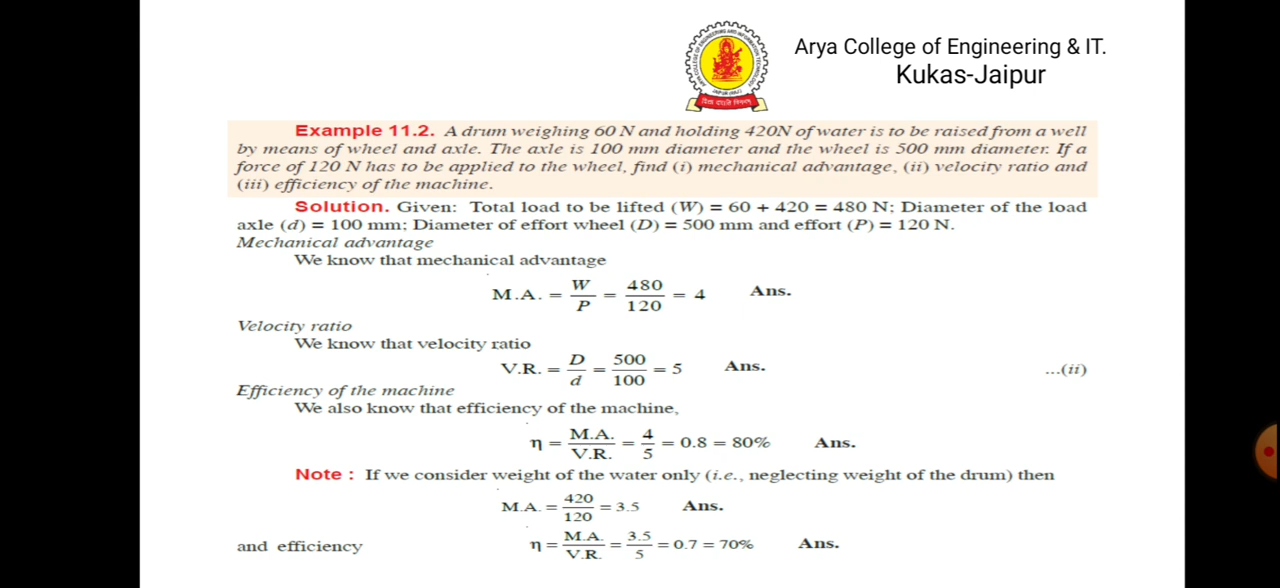 Arya College of Engineering & IT.
Kukas-Jaipur
Example 11.2. A drum weighing 60 N and holding 420N of water is to be raised from a well
by means of wheel and axle. The axle is 100 mm diameter and the wheel is 500 mm diameter. If a
force of 120 N has to be applied to the wheel, find (i) mechanical advantage, (ii) velocity ratio and
(iii) efficiency of the machine.
Solution. Given: Total load to be lifted (W) = 60 + 420 = 480 N; Diameter of the load
axle (d) = 100 mm; Diameter of effort wheel (D) = 500 mm and effort (P) = 120 N.
Mechanical advantage
We know that mechanical advantage
M.A. = W/P = 480/120 = 4 Ans.
Velocity ratio
We know that velocity ratio
V.R. = D/d = 500/100 = 5 Ans. ...(ii)
Efficiency of the machine
We also know that efficiency of the machine,
η = M.A./V.R. = 4/5 = 0.8 = 80% Ans.
Note : If we consider weight of the water only (i.e., neglecting weight of the drum) then
M.A. = 420/120 = 3.5 Ans.
and efficiency η = M.A./V.R. = 3.5/5 = 0.7 = 70% Ans.